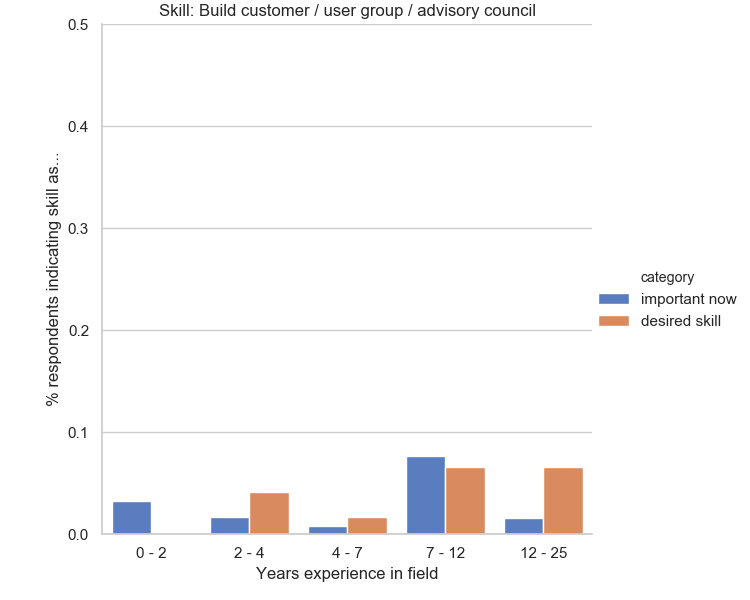 Skill: Build customer / user group / advisory council
0.5
0.4
0.3
0.2
0.1
0.0
% respondents indicating skill as...
0 - 2
2 - 4
4 - 7
7 - 12
12 - 25
Years experience in field
category
important now
desired skill